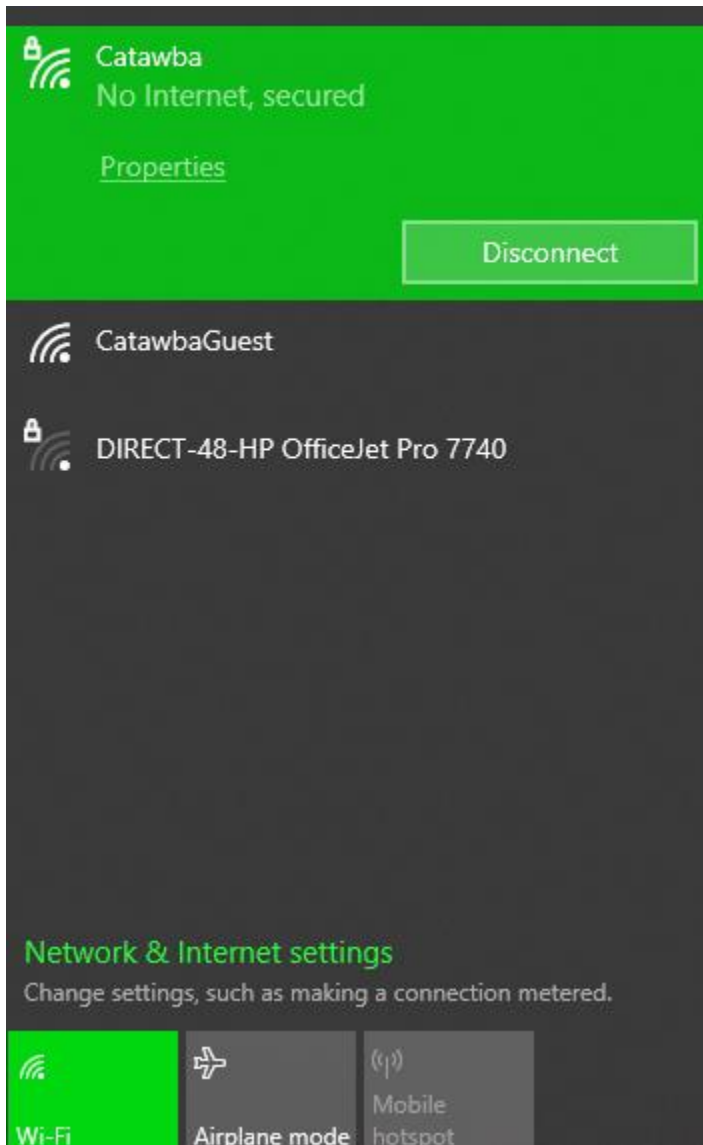 Catawba
No Internet, secured
Properties
Disconnect
CatawbaGuest
DIRECT-48-HP OfficeJet Pro 7740
Network & Internet settings
Change settings, such as making a connection metered.
Wi-Fi
Airplane mode
Mobile
hotspot